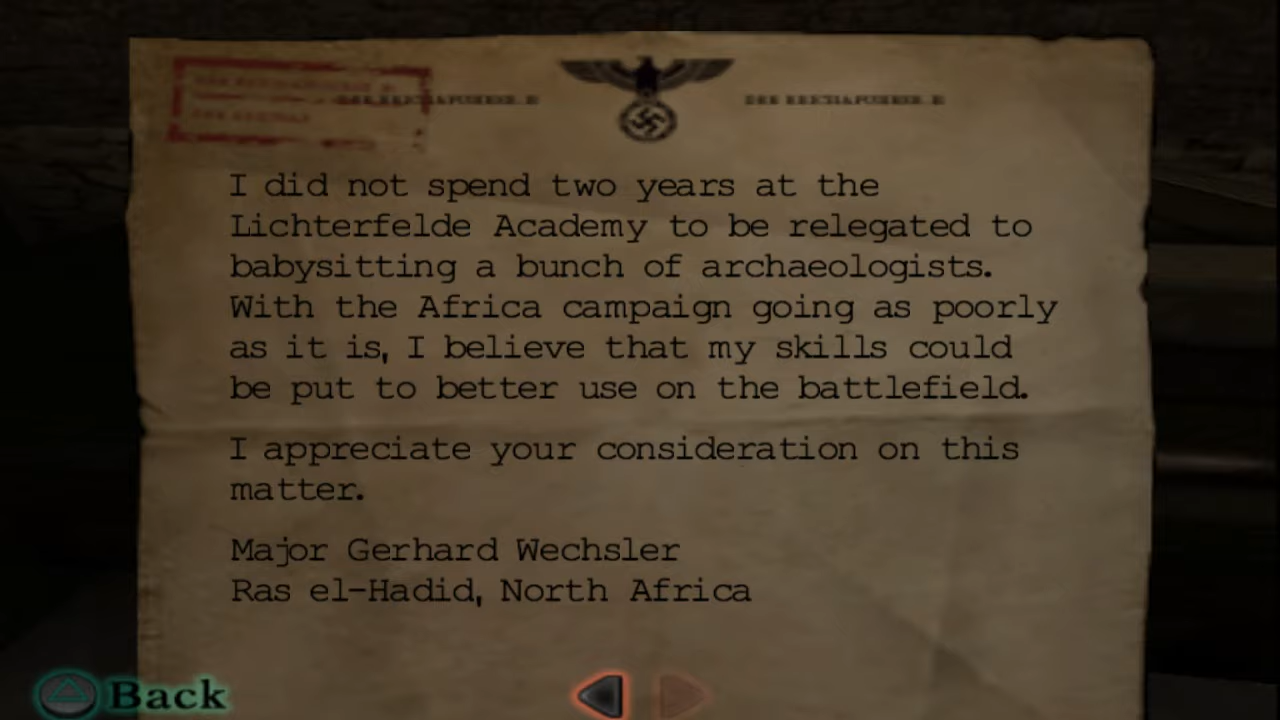 I did not spend two years at the
Lichterfelde Academy to be relegated to
babysitting a bunch of archaeologists.
With the Africa campaign going as poorly
as it is, I believe that my skills could
be put to better use on the battlefield.
I appreciate your consideration on this
matter.
Major Gerhard Wechsler
Ras el-Hadid, North Africa
Back